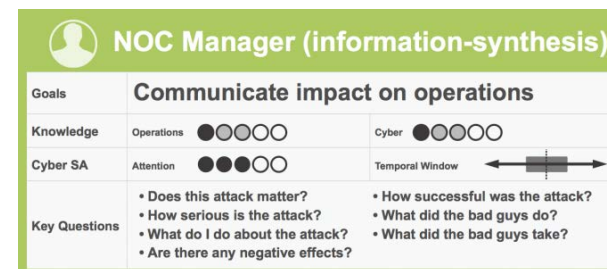 NOC Manager (information-synthesis)
Goals
Communicate impact on operations
Knowledge
Operations
Cyber
Cyber SA
Attention
Temporal Window
Key Questions
• Does this attack matter?
• How serious is the attack?
• What do I do about the attack?
• Are there any negative effects?
• How successful was the attack?
• What did the bad guys do?
• What did the bad guys take?